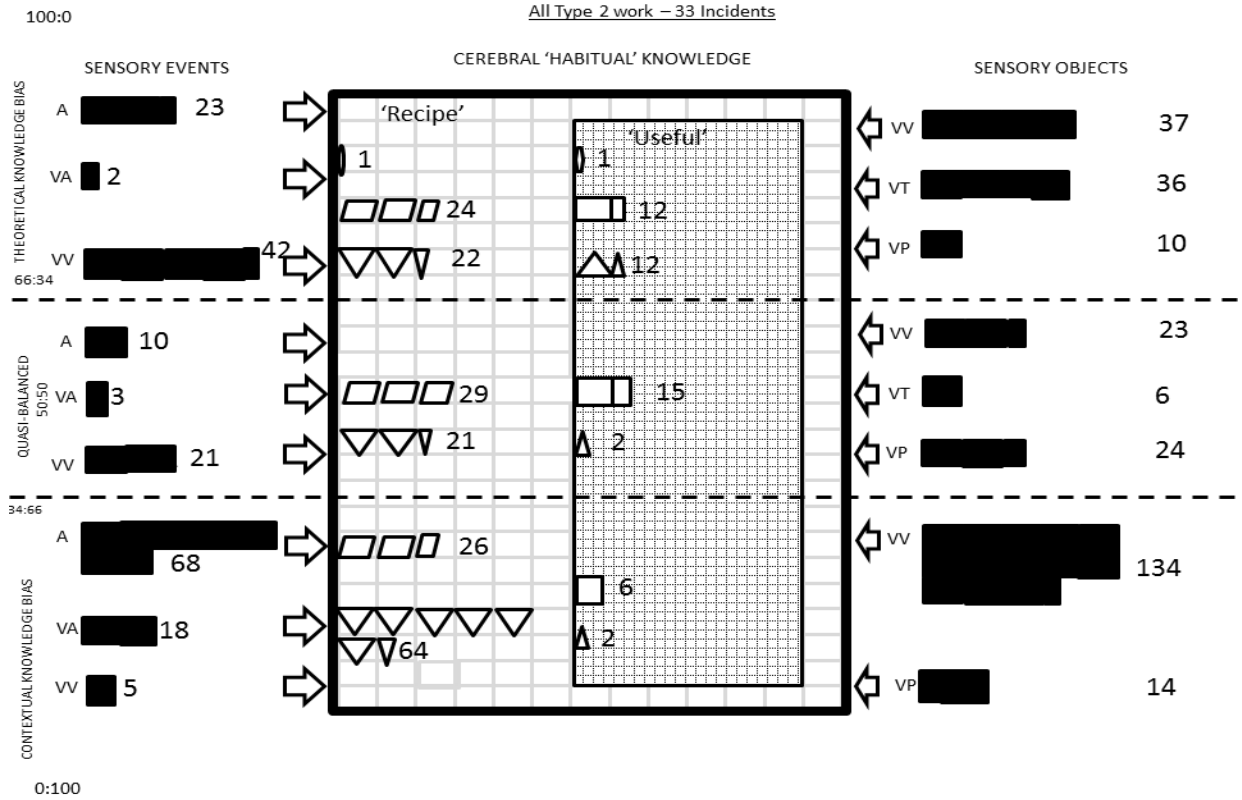 All Type 2 work – 33 Incidents
100:0
CEREBRAL ‘HABITUAL’ KNOWLEDGE
SENSORY EVENTS
SENSORY OBJECTS
THEORETICAL KNOWLEDGE BIAS
A 23
‘Recipe’
‘Useful’
VV 37
1
1
VA 2
VT 36
24
12
VP 10
VV 42
22
12
66:34
QUASI-BALANCED
50:50
A 10
VV 23
VA 3
29
15
VT 6
VV 21
21
2
VP 24
34:66
CONTEXTUAL KNOWLEDGE BIAS
A 68
26
VV 134
6
VA 18
64
2
VV 5
VP 14
0:100